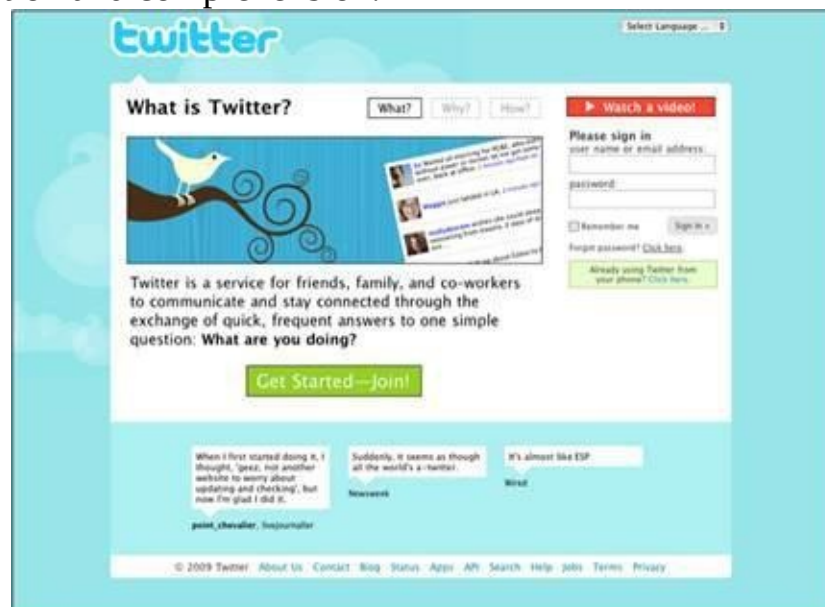 twitter
Select Language ...
What is Twitter?
What?
Why?
How?
Watch a video!
Please sign in
user name or email address:
password:
Remember me
Sign In »
Forgot password? Click here.
Already using Twitter from
your phone? Click here.
Maggie just landed in LA.
Twitter is a service for friends, family, and co-workers
to communicate and stay connected through the
exchange of quick, frequent answers to one simple
question: What are you doing?
Get Started—Join!
When I first started doing it, I
thought, 'geez, not another
website to worry about
updating and checking', but
now I'm glad I did it.
point_chevalier, livejournaller
Suddenly, it seems as though
all the world's a-twitter.
Newsweek
It's almost like ESP
Wired
© 2009 Twitter About Us Contact Blog Status Apps API Search Help Jobs Terms Privacy